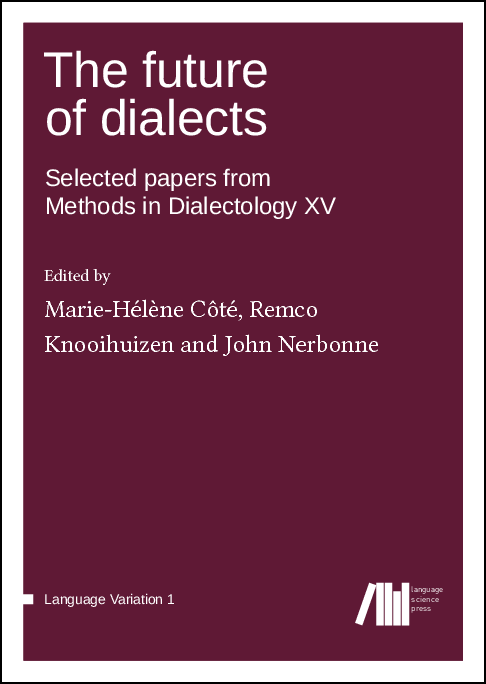 The future
of dialects
Selected papers from
Methods in Dialectology XV
Edited by
Marie-Hélène Côté, Remco
Knooihuizen and John Nerbonne
Language Variation 1
language
science
press